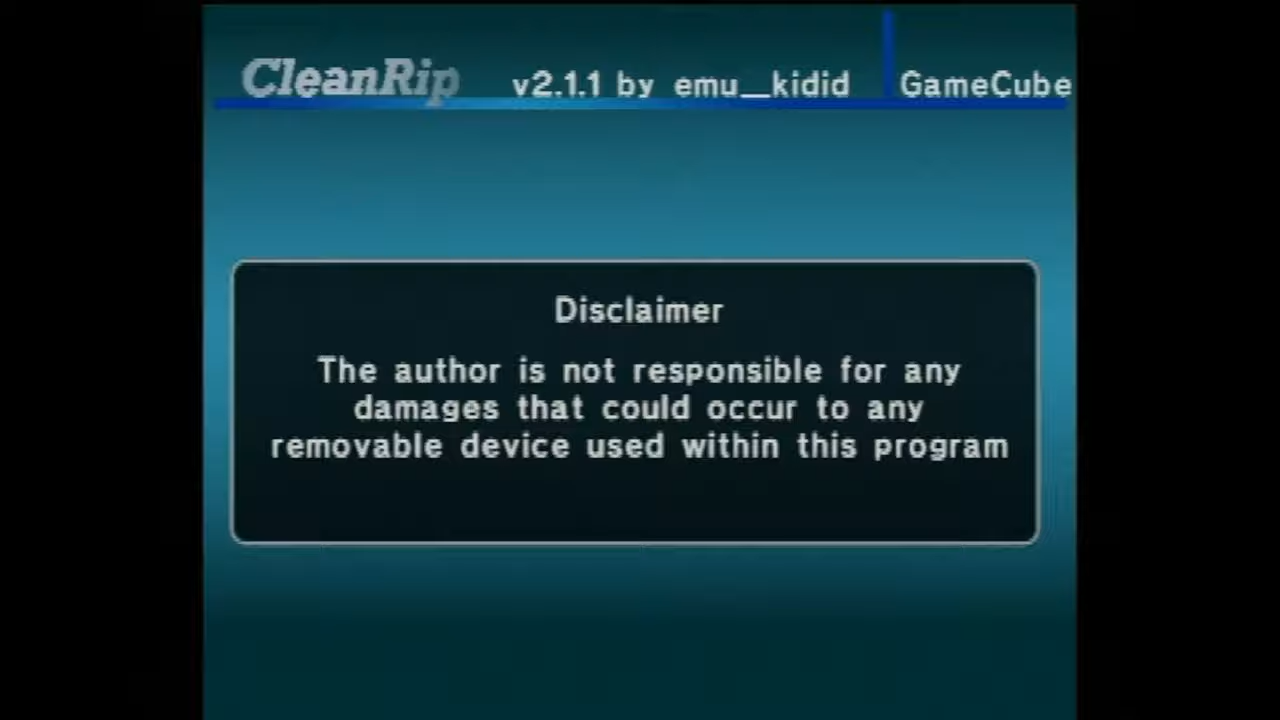 CleanRip v2.1.1 by emu_kidid GameCube
Disclaimer
The author is not responsible for any
damages that could occur to any
removable device used within this program